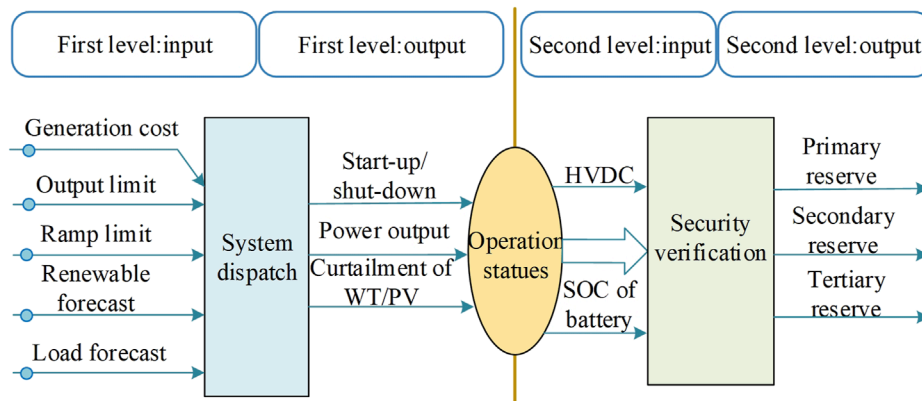 First level:input
First level:output
Second level:input
Second level:output
Generation cost
Output limit
Ramp limit
Renewable
forecast
Load forecast
System
dispatch
Start-up/
shut-down
Power output
Curtailment of
WT/PV
Operation
statues
HVDC
SOC of
battery
Security
verification
Primary
reserve
Secondary
reserve
Tertiary
reserve